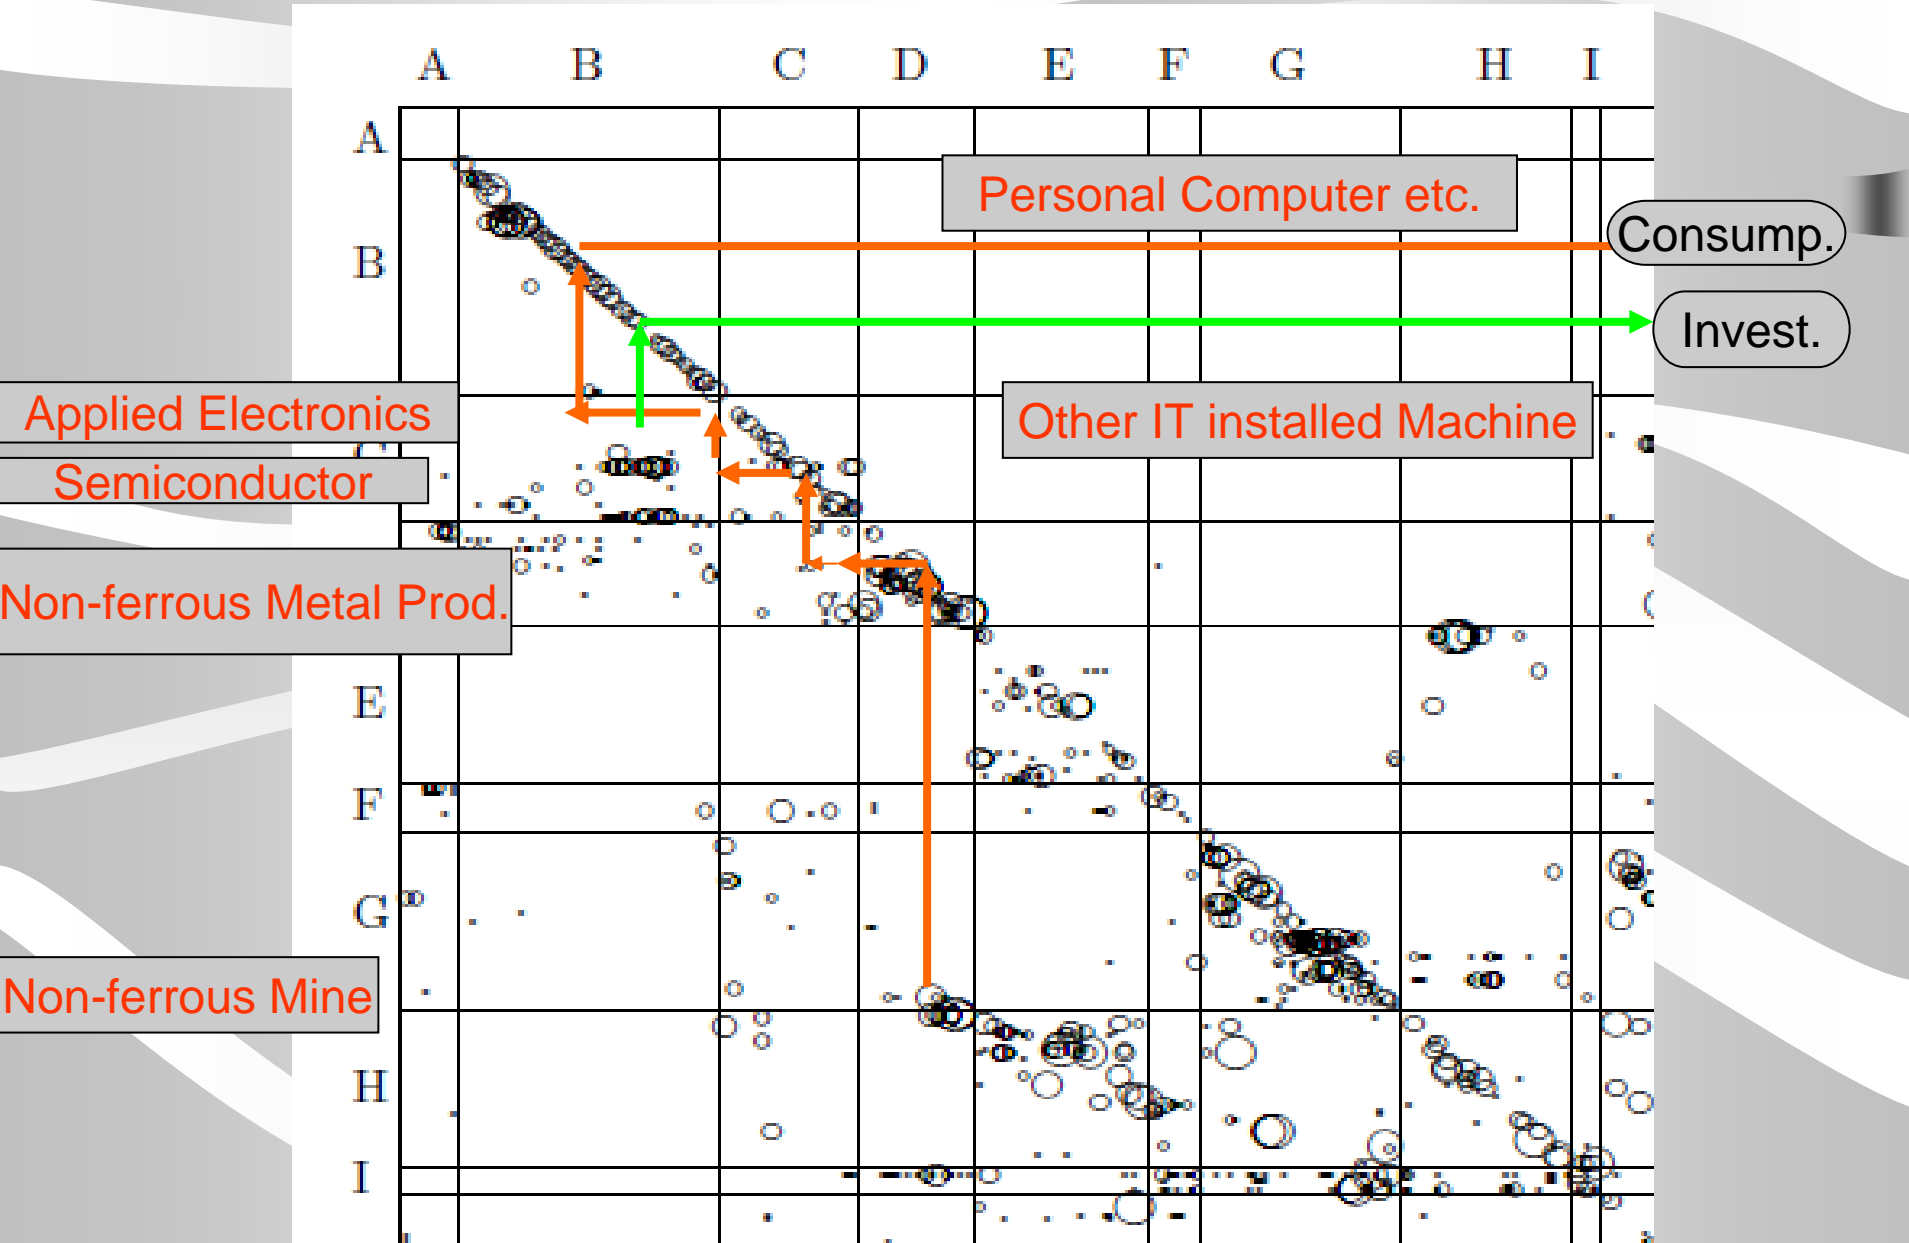 A B C D E F G H I
A
Personal Computer etc.
Consump.
B
Invest.
Applied Electronics
Other IT installed Machine
Semiconductor
Non-ferrous Metal Prod.
E
F
G
Non-ferrous Mine
H
I